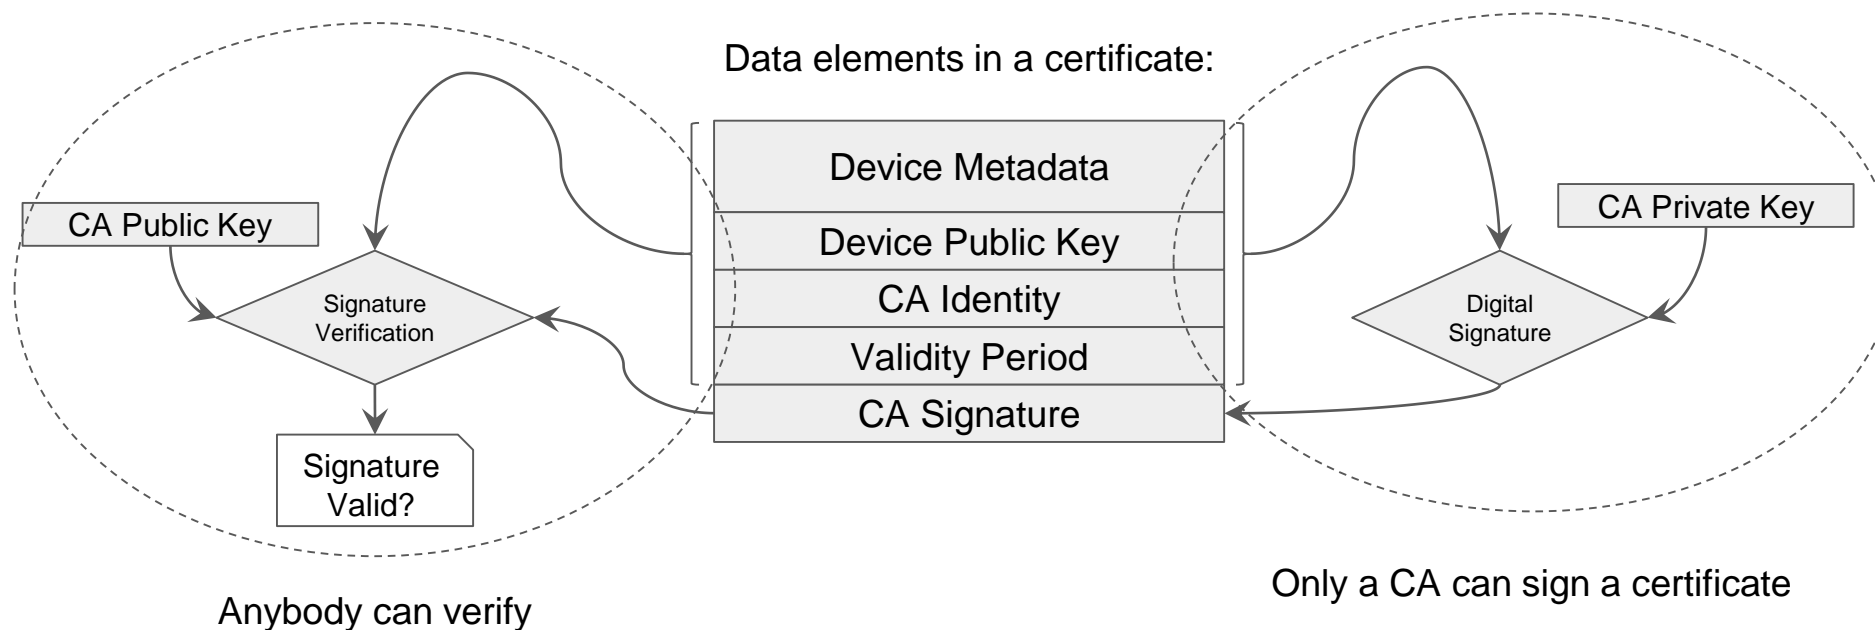 Data elements in a certificate:
Device Metadata
Device Public Key
CA Identity
Validity Period
CA Signature
CA Public Key
Signature
Verification
Signature
Valid?
Anybody can verify
CA Private Key
Digital
Signature
Only a CA can sign a certificate